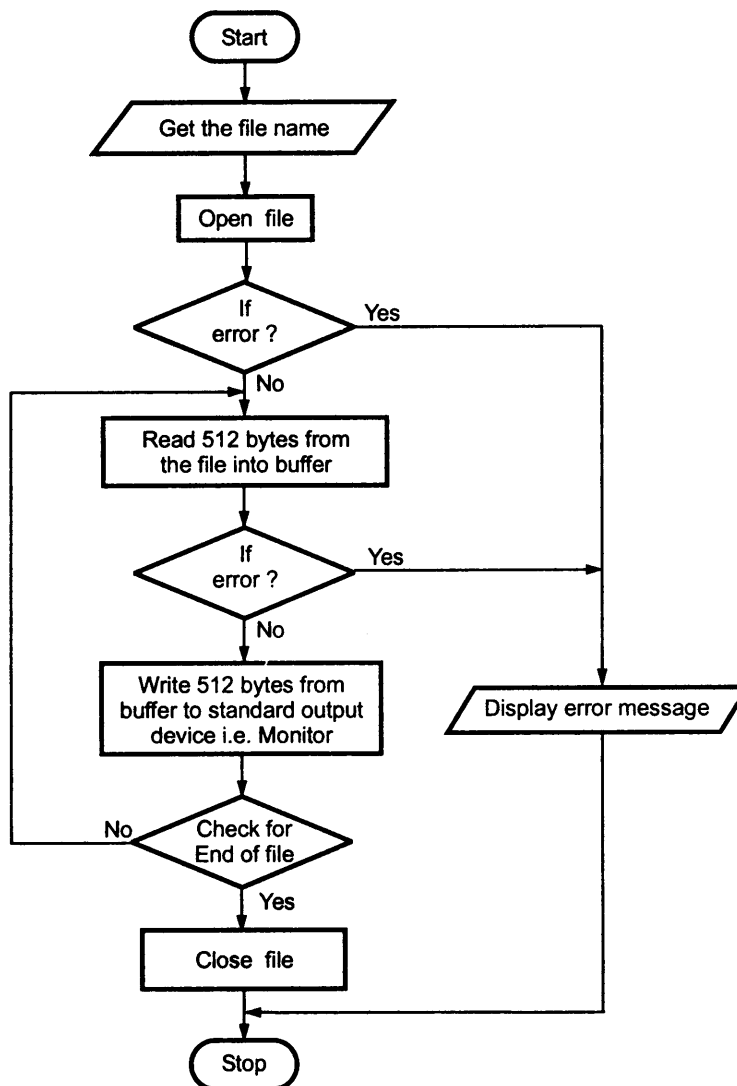 Start
Get the file name
Open file
If
error ?
Yes
No
Read 512 bytes from
the file into buffer
If
error ?
Yes
No
Write 512 bytes from
buffer to standard output
device i.e. Monitor
Display error message
No
Check for
End of file
Yes
Close file
Stop